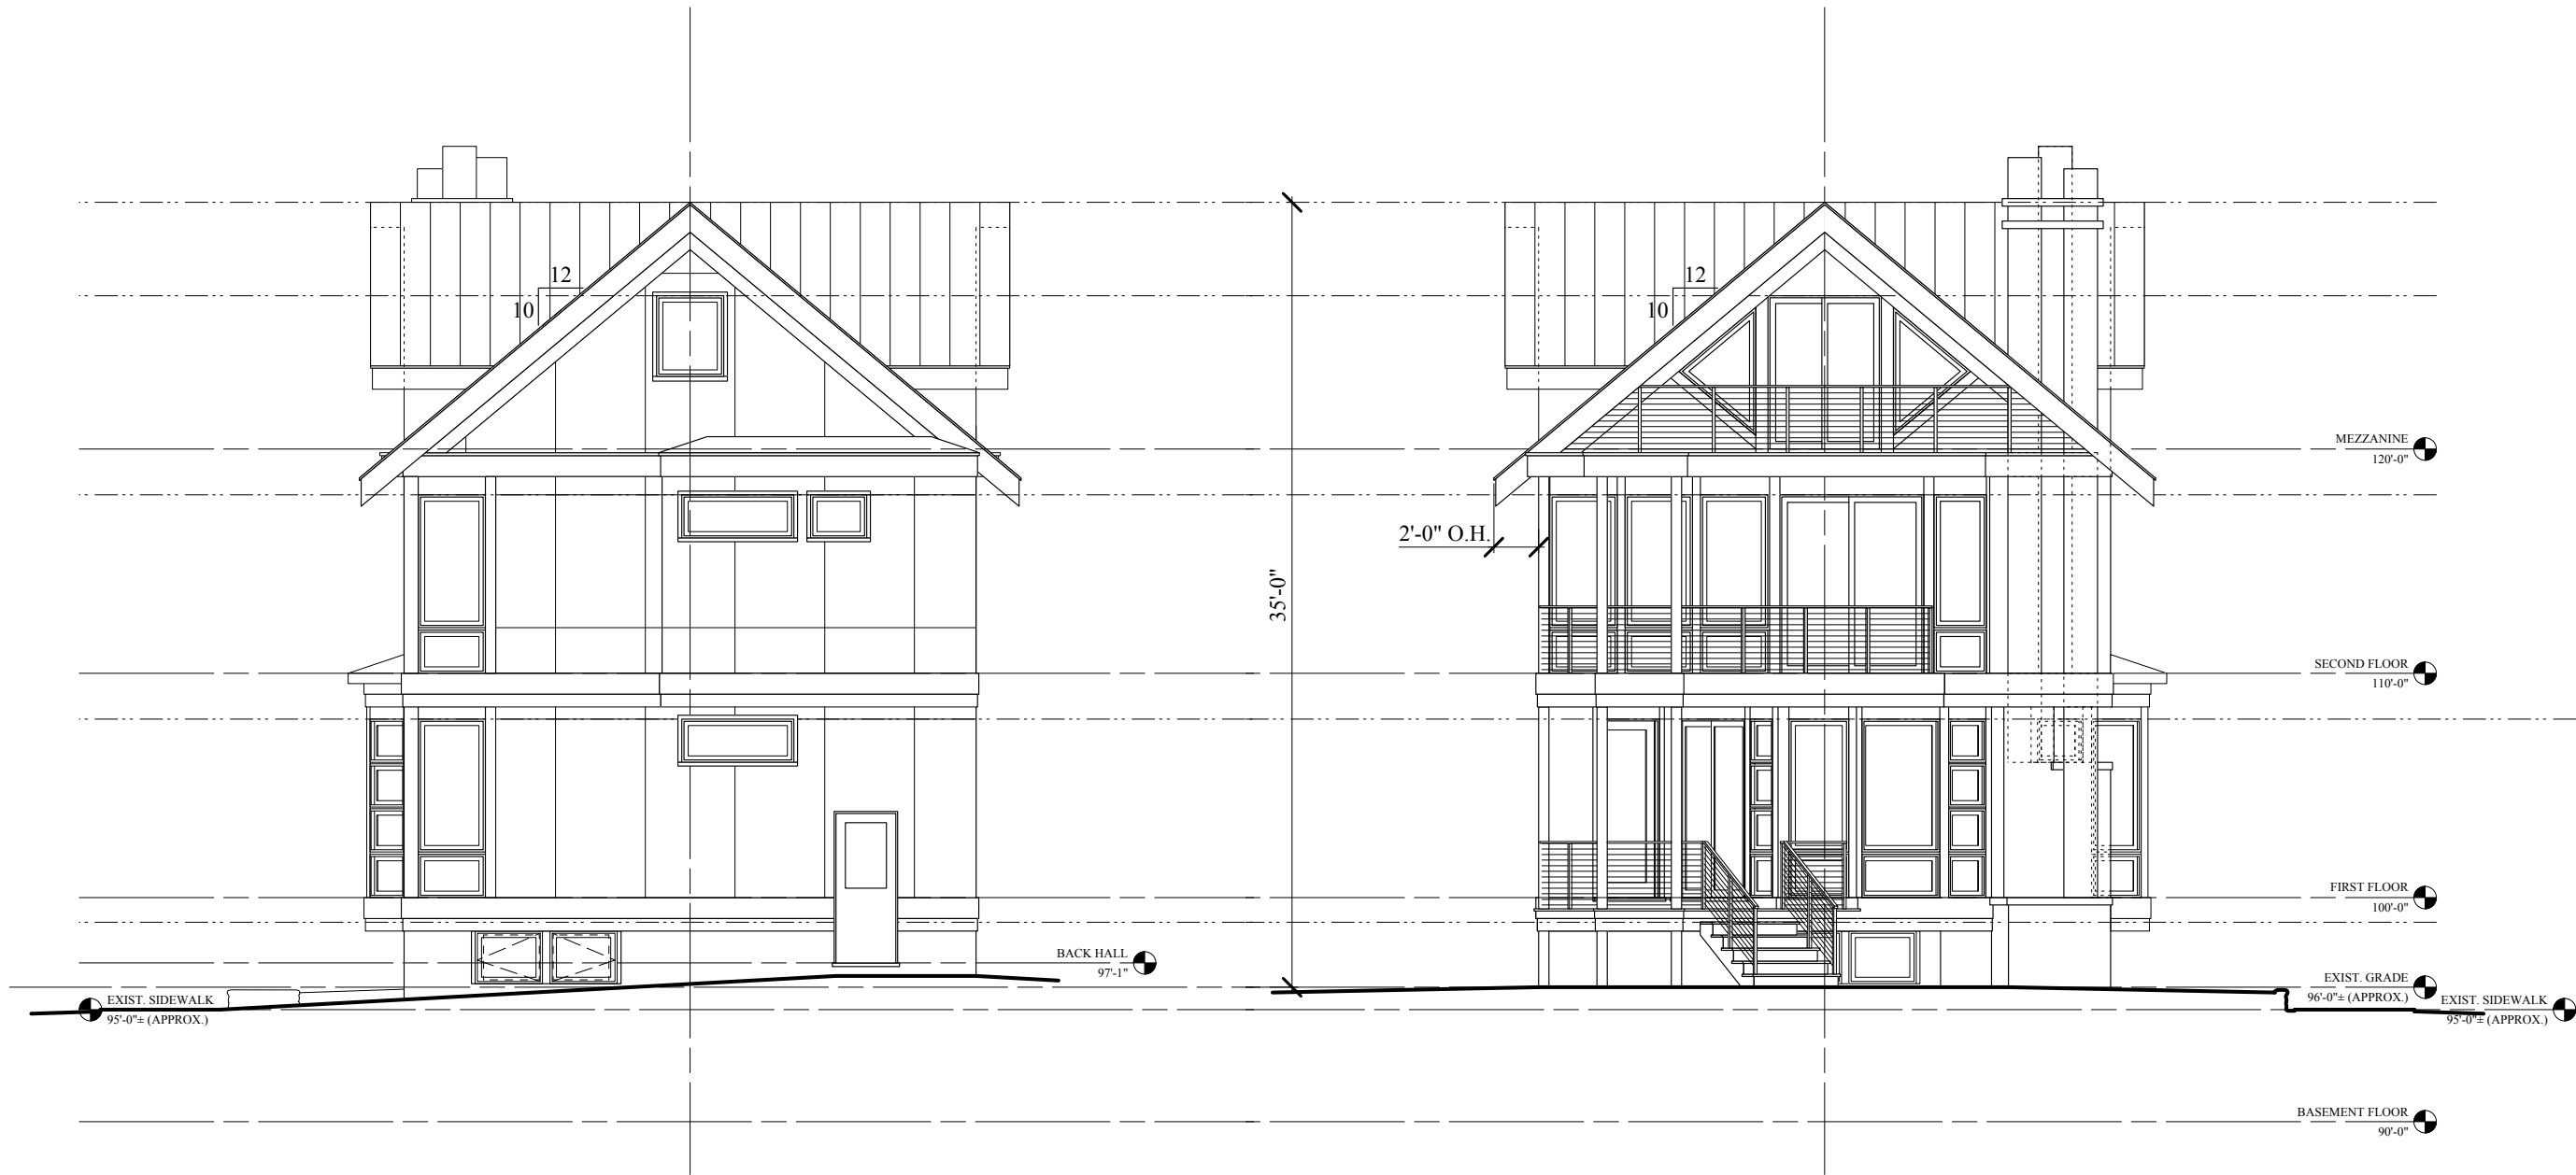 12
10
12
10
MEZZANINE
120'-0"
2'-0" O.H.
35'-0"
SECOND FLOOR
110'-0"
FIRST FLOOR
100'-0"
BACK HALL
97'-1"
EXIST. GRADE
96'-0"± (APPROX.)
EXIST. SIDEWALK
95'-0"± (APPROX.)
EXIST. SIDEWALK
95'-0"± (APPROX.)
BASEMENT FLOOR
90'-0"